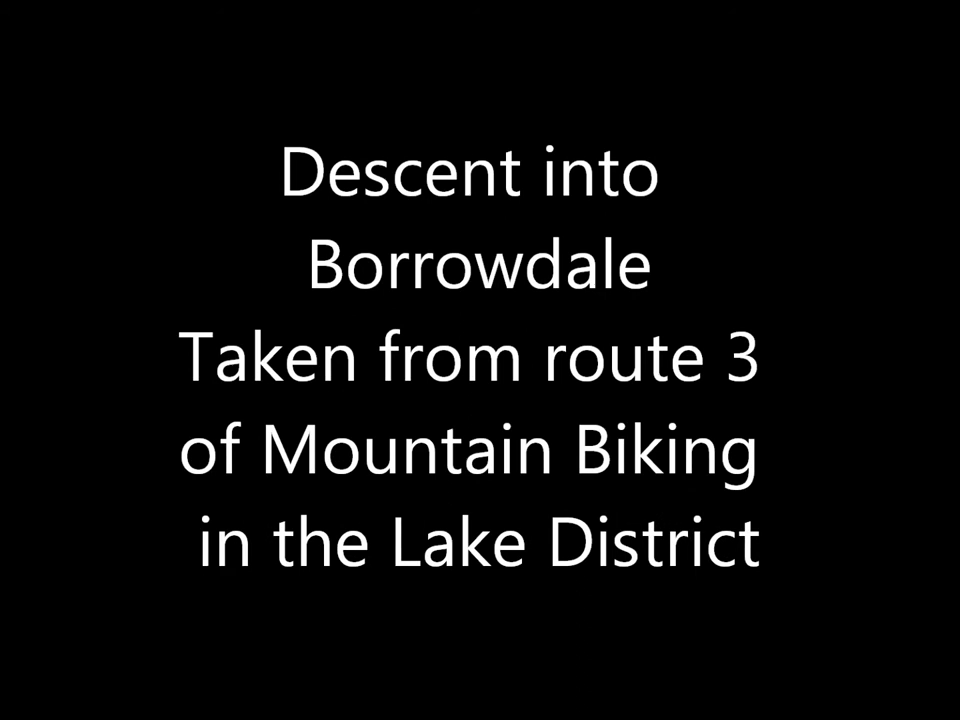 Descent into
Borrowdale
Taken from route 3
of Mountain Biking
in the Lake District